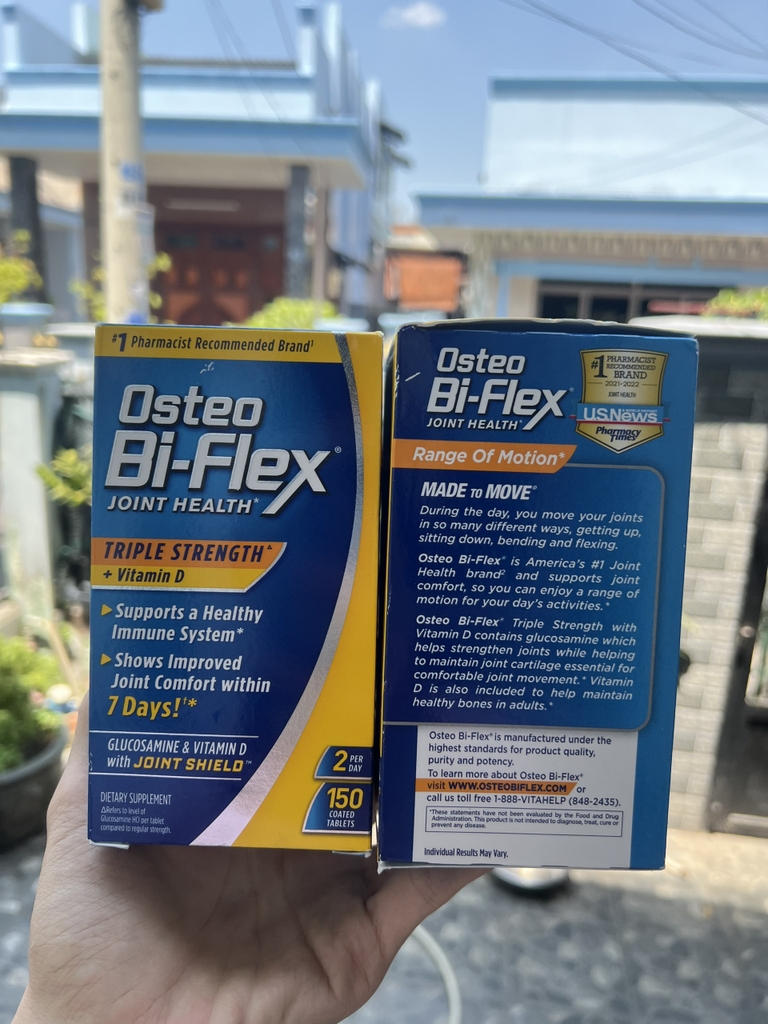 #1 Pharmacist Recommended Brand¹
Osteo
Bi-Flex®
JOINT HEALTH*
TRIPLE STRENGTH^
+ Vitamin D
Supports a Healthy
Immune System*
Shows Improved
Joint Comfort within
7 Days!†*
GLUCOSAMINE & VITAMIN D
with JOINT SHIELD™
DIETARY SUPPLEMENT
ΔRefers to level of
Glucosamine HCl per tablet
compared to regular strength.
2 PER
DAY
150
COATED
TABLETS
Osteo
Bi-Flex®
JOINT HEALTH*
#1 PHARMACIST
RECOMMENDED
BRAND
2021-2022
JOINT HEALTH
U.S.News
Pharmacy
Times
Range Of Motion*
MADE TO MOVE®
During the day, you move your joints
in so many different ways, getting up,
sitting down, bending and flexing.
Osteo Bi-Flex® is America's #1 Joint
Health brand² and supports joint
comfort, so you can enjoy a range of
motion for your day's activities.*
Osteo Bi-Flex® Triple Strength with
Vitamin D contains glucosamine which
helps strengthen joints while helping
to maintain joint cartilage essential for
comfortable joint movement.* Vitamin
D is also included to help maintain
healthy bones in adults.*
Osteo Bi-Flex® is manufactured under the
highest standards for product quality,
purity and potency.
To learn more about Osteo Bi-Flex®
visit WWW.OSTEOBIFLEX.COM or
call us toll free 1-888-VITAHELP (848-2435).
*These statements have not been evaluated by the Food and Drug
Administration. This product is not intended to diagnose, treat, cure or
prevent any disease.
Individual Results May Vary.